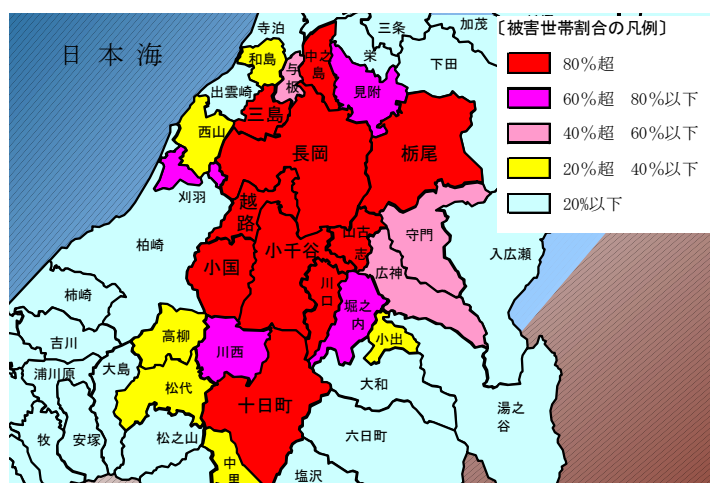 〔被害世帯割合の凡例〕
80％超
60％超　80％以下
40％超　60％以下
20％超　40％以下
20％以下
日本海
寺泊
三条
加茂
和島
与板
中之島
栄
下田
出雲崎
三島
見附
西山
長岡
栃尾
刈羽
越路
柏崎
小千谷
山古志
守門
入広瀬
小国
川口
広神
堀之内
柿崎
吉川
高柳
川西
小出
浦川原
大島
松代
十日町
大和
湯之谷
牧
安塚
松之山
中里
六日町
塩沢